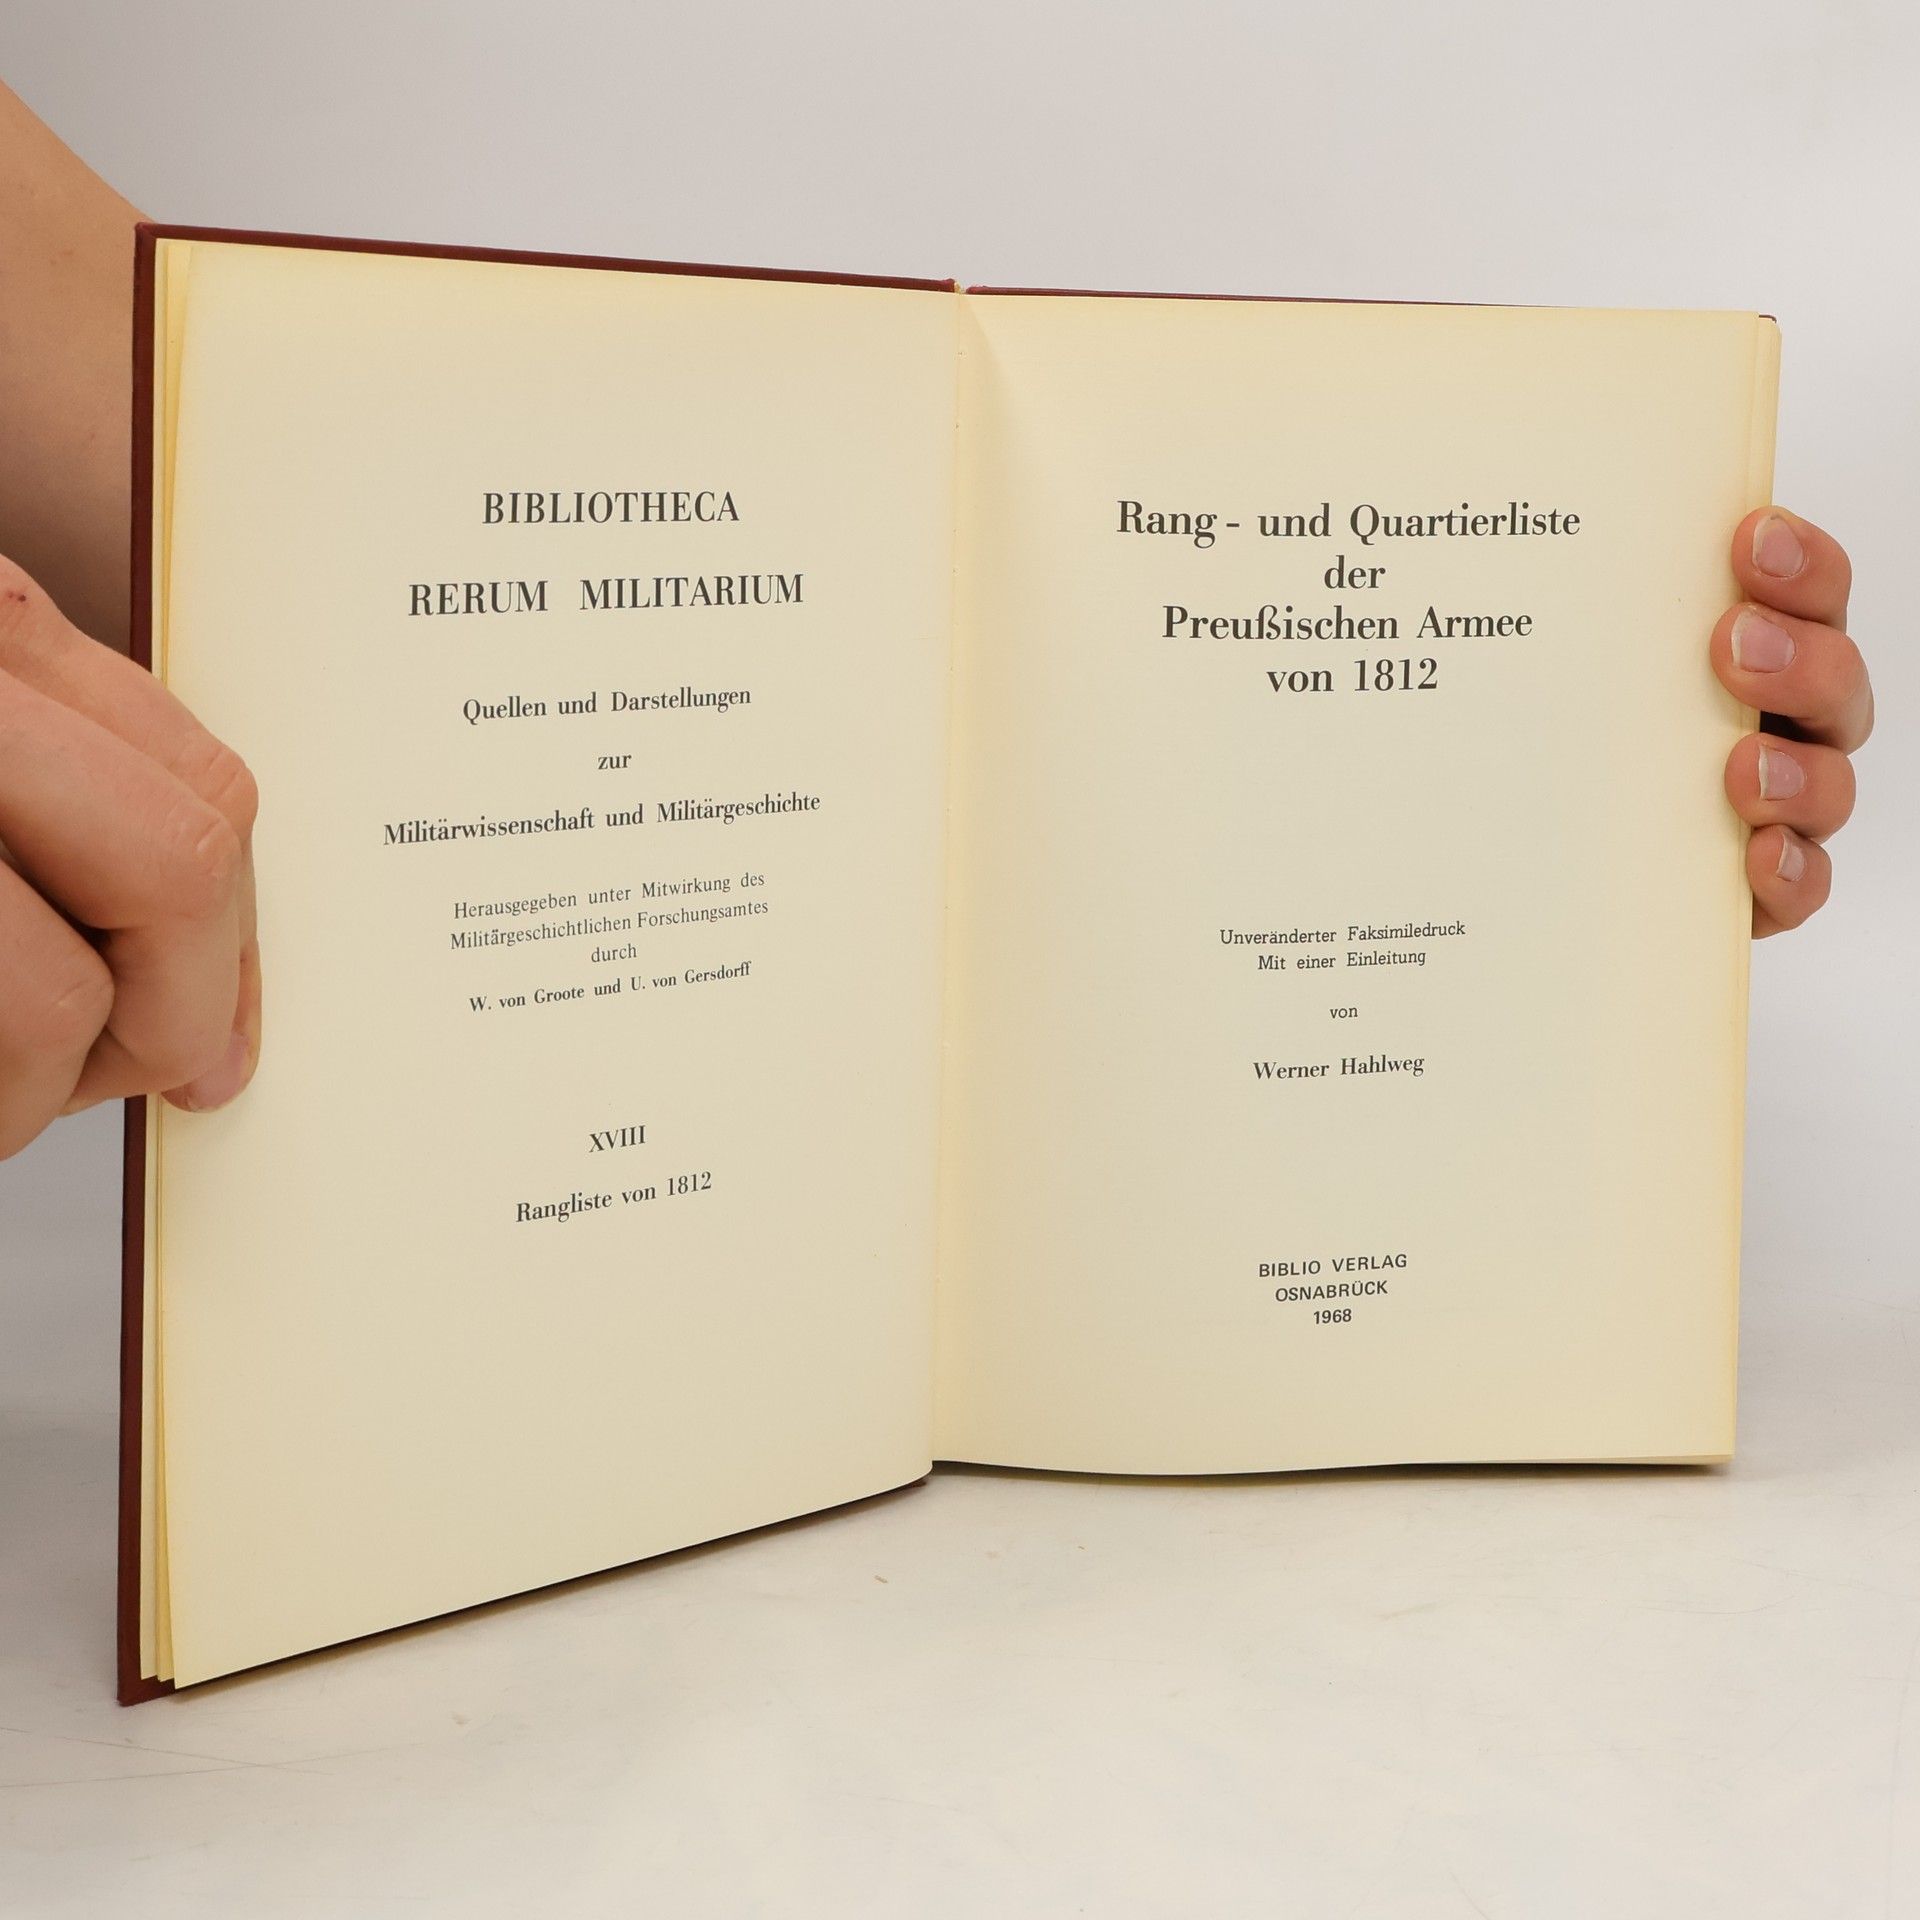 BIBLIOTHECA
RERUM MILITARIUM
Quellen und Darstellungen
zur
Militärwissenschaft und Militärgeschichte
Herausgegeben unter Mitwirkung des
Militärgeschichtlichen Forschungsamtes
durch
W. von Groote und U. von Gersdorff
XVIII
Rangliste von 1812
Rang- und Quartierliste
der
Preußischen Armee
von 1812
Unveränderter Faksimiledruck
Mit einer Einleitung
von
Werner Hahlweg
BIBLIO VERLAG
OSNABRÜCK
1968